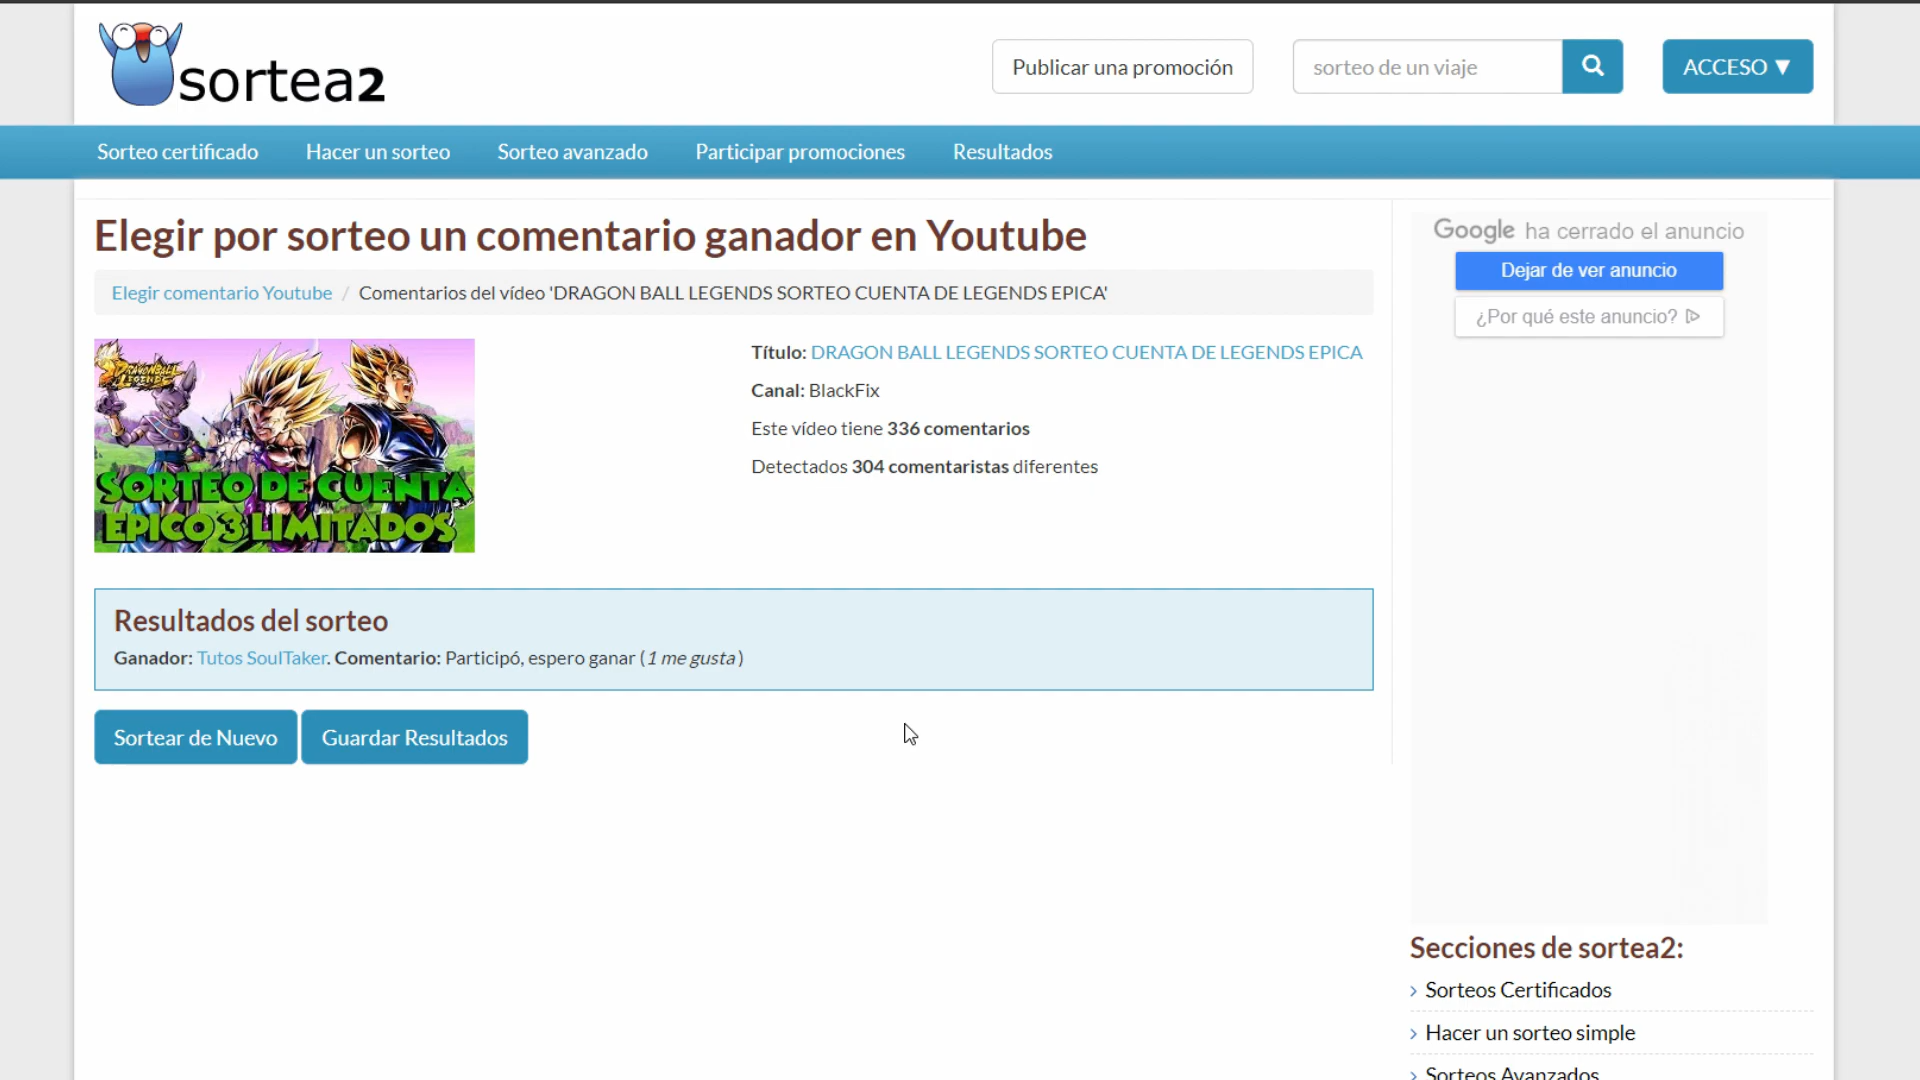 sortea2
Publicar una promoción
sorteo de un viaje
ACCESO ▼
Sorteo certificado
Hacer un sorteo
Sorteo avanzado
Participar promociones
Resultados
Elegir por sorteo un comentario ganador en Youtube
Elegir comentario Youtube / Comentarios del vídeo 'DRAGON BALL LEGENDS SORTEO CUENTA DE LEGENDS EPICA'
DRAGONBALL
LEGENDS
SORTEO DE CUENTA
EPICO 3 LIMITADOS
Título: DRAGON BALL LEGENDS SORTEO CUENTA DE LEGENDS EPICA
Canal: BlackFix
Este vídeo tiene 336 comentarios
Detectados 304 comentaristas diferentes
Resultados del sorteo
Ganador: Tutos SoulTaker. Comentario: Participó, espero ganar (1 me gusta)
Sortear de Nuevo
Guardar Resultados
Google ha cerrado el anuncio
Dejar de ver anuncio
¿Por qué este anuncio?
Secciones de sortea2:
› Sorteos Certificados
› Hacer un sorteo simple
› Sorteos Avanzados